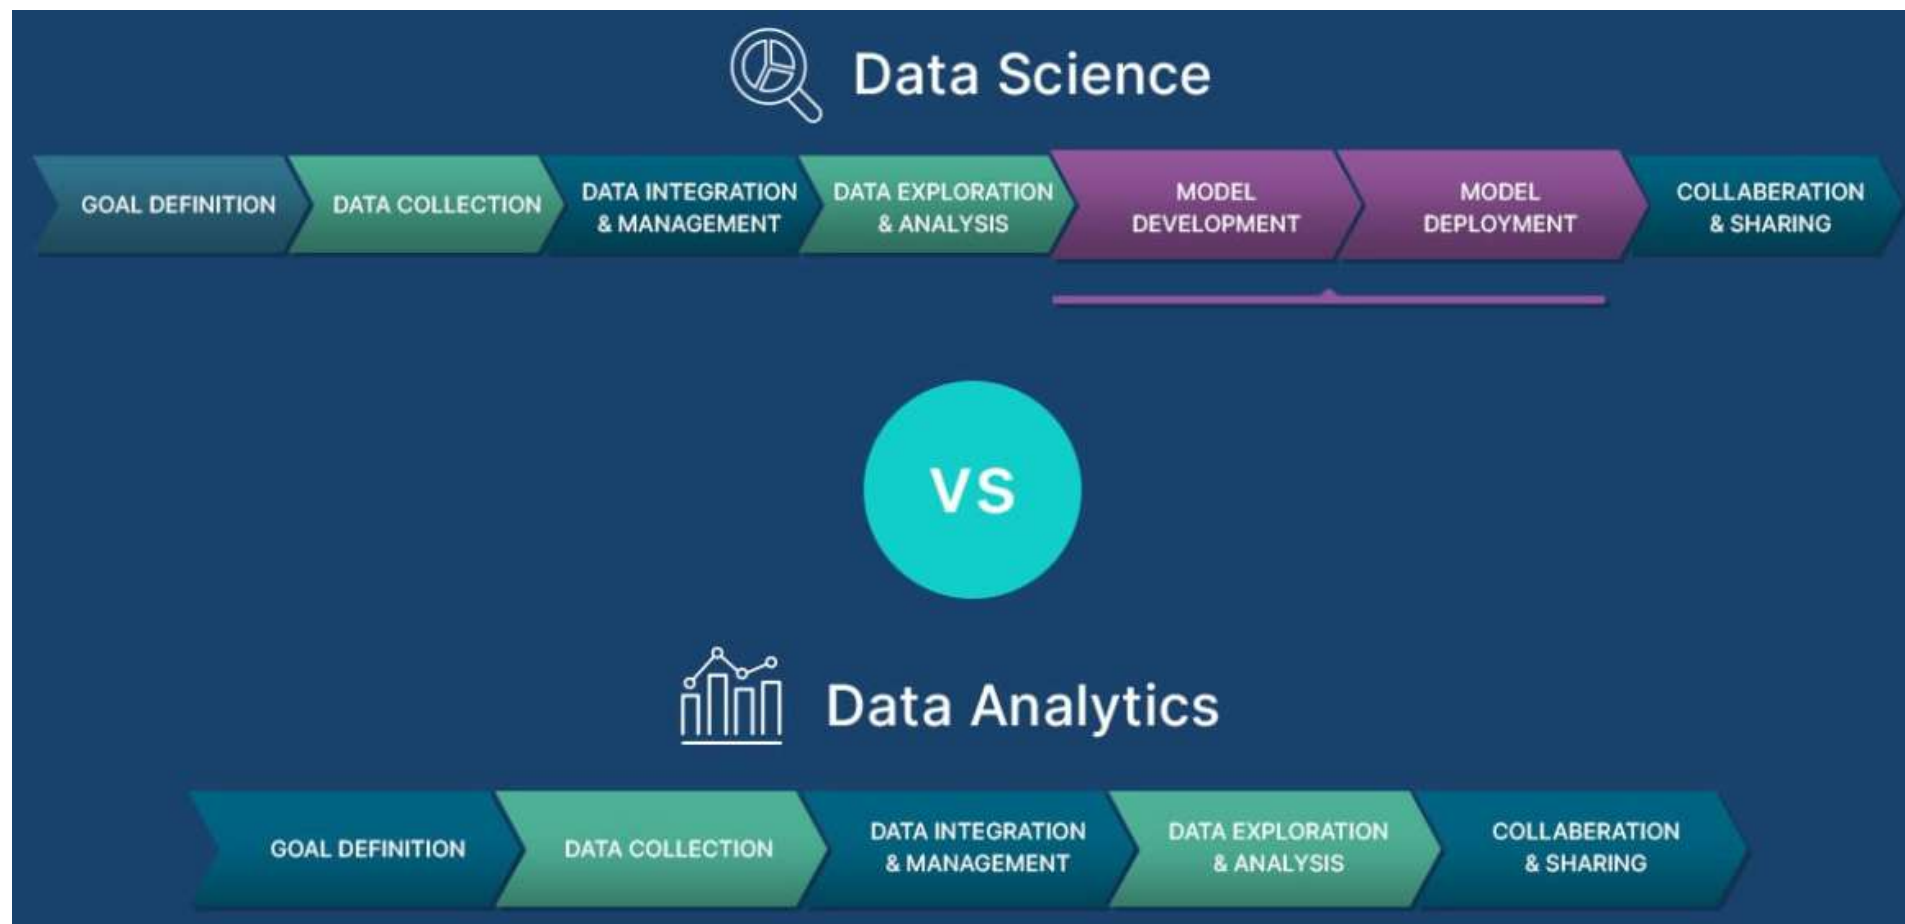 Data Science
GOAL DEFINITION
DATA COLLECTION
DATA INTEGRATION
& MANAGEMENT
DATA EXPLORATION
& ANALYSIS
MODEL
DEVELOPMENT
MODEL
DEPLOYMENT
COLLABERATION
& SHARING
VS
Data Analytics
GOAL DEFINITION
DATA COLLECTION
DATA INTEGRATION
& MANAGEMENT
DATA EXPLORATION
& ANALYSIS
COLLABERATION
& SHARING